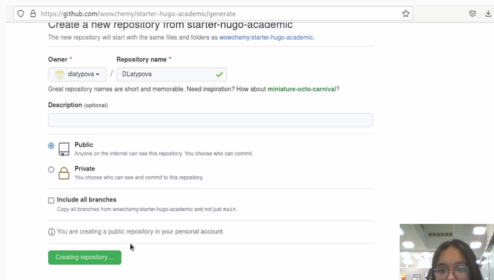 https://github.com/wowchemy/starter-hugo-academic/generate
Create a new repository from starter-hugo-academic
The new repository will start with the same files and folders as wowchemy/starter-hugo-academic.
Owner * Repository name *
dlatypova / DLatypova
Great repository names are short and memorable. Need inspiration? How about miniature-octo-carnival?
Description (optional)
Public
Anyone on the internet can see this repository. You choose who can commit.
Private
You choose who can see and commit to this repository.
Include all branches
Copy all branches from wowchemy/starter-hugo-academic and not just main.
You are creating a public repository in your personal account.
Creating repository...